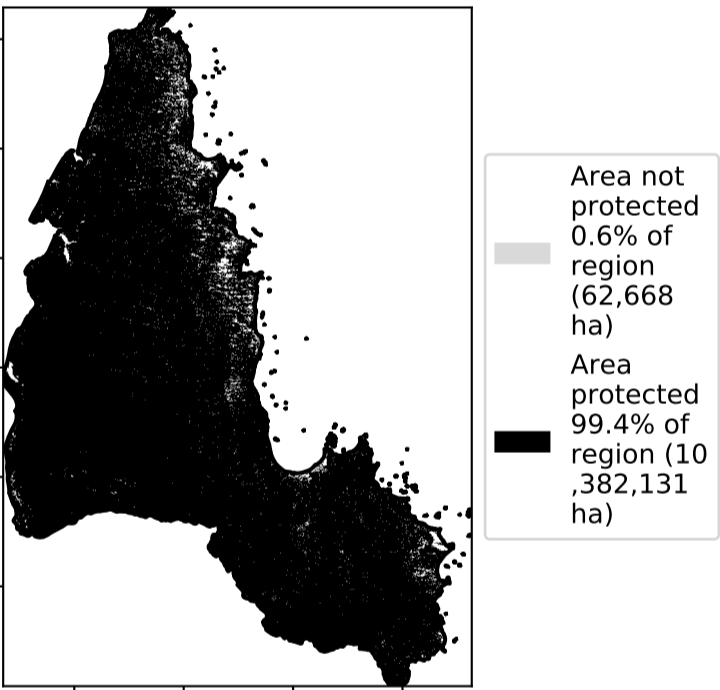 Area not
protected
0.6% of
region
(62,668
ha)
Area
protected
99.4% of
region (10
,382,131
ha)